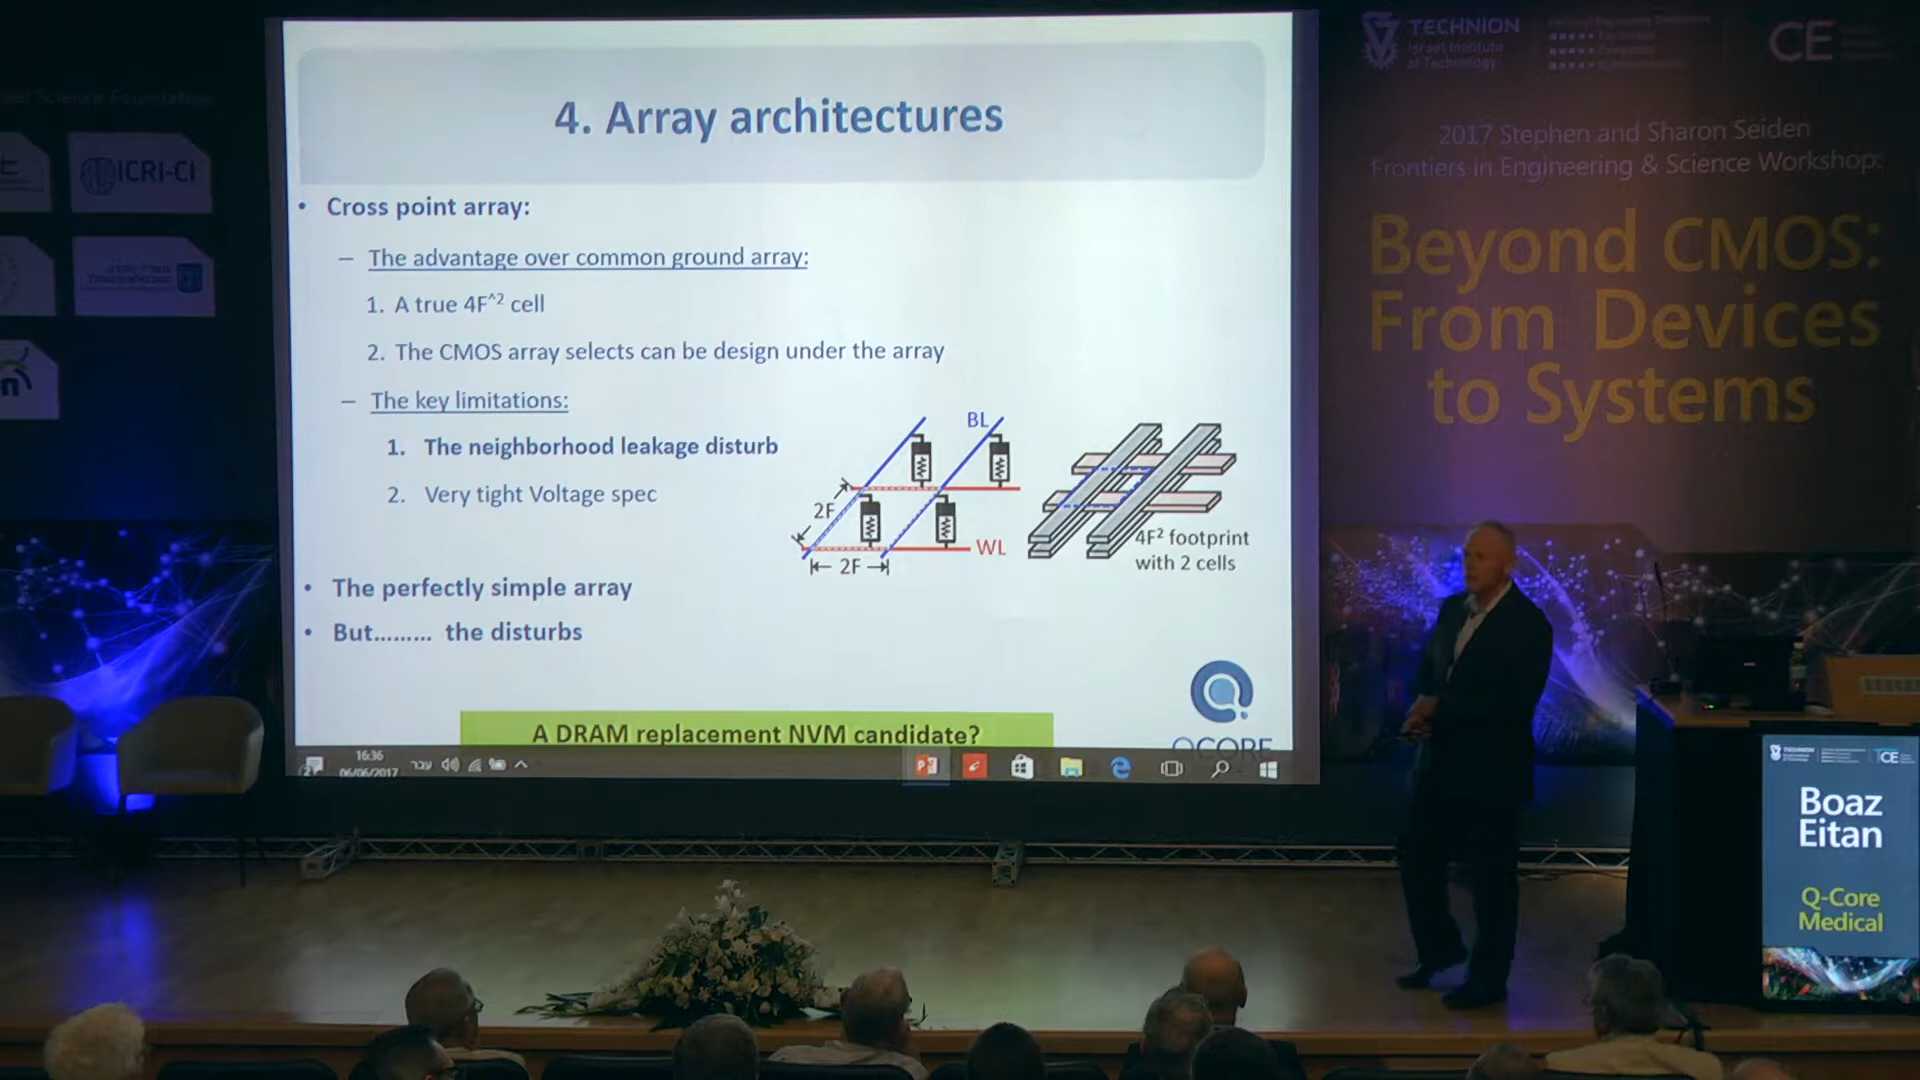 ICRI-CI
4. Array architectures
• Cross point array:
– The advantage over common ground array:
1. A true 4F^2 cell
2. The CMOS array selects can be design under the array
– The key limitations:
1. The neighborhood leakage disturb
2. Very tight Voltage spec
BL
2F
WL
2F
4F² footprint
with 2 cells
• The perfectly simple array
• But......... the disturbs
A DRAM replacement NVM candidate?
QCORE
16:36
06/06/2017
עבר
TECHNION
Israel Institute
of Technology
CE
2017 Stephen and Sharon Seiden
Frontiers in Engineering & Science Workshop:
Beyond CMOS:
From Devices
to Systems
TECHNION
CE
Boaz
Eitan
Q-Core
Medical